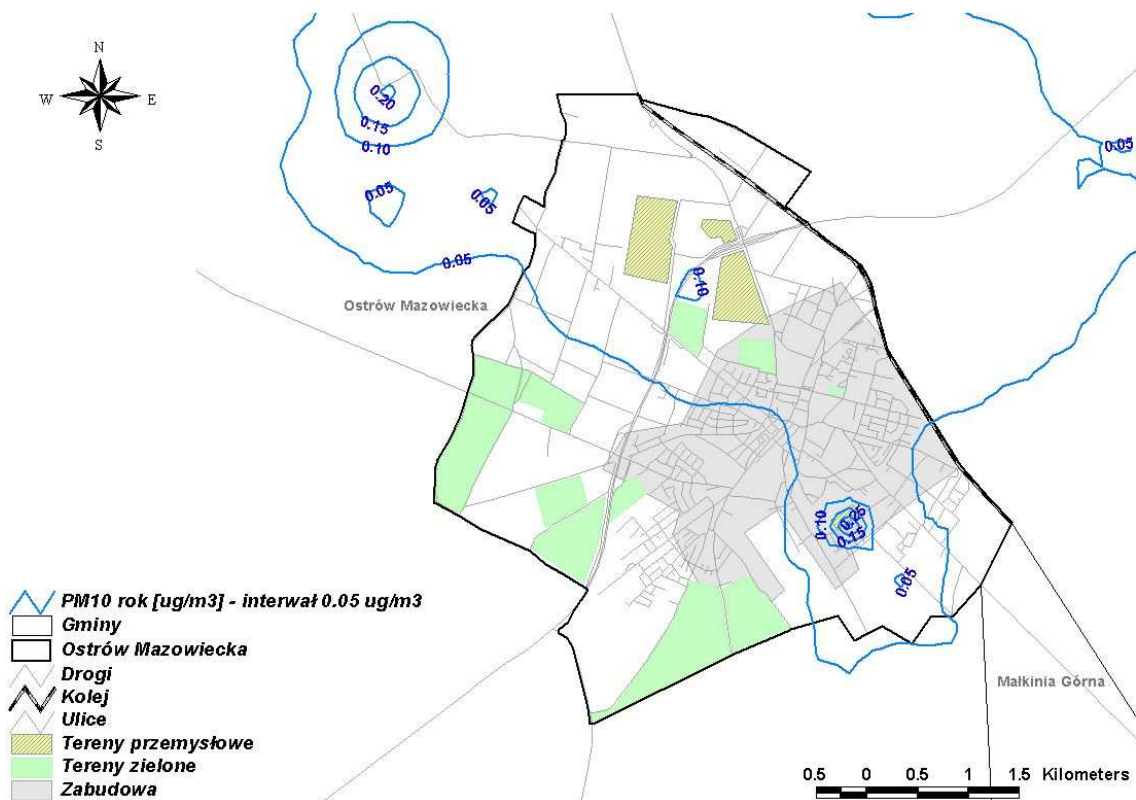 N
W E
S
0.20
0.15
0.10
0.05
0.05
0.05
0.05
0.10
Ostrów Mazowiecka
0.10
0.25
0.15
0.05
Małkinia Górna
PM10 rok [ug/m3] - interwał 0.05 ug/m3
Gminy
Ostrów Mazowiecka
Drogi
Kolej
Ulice
Tereny przemysłowe
Tereny zielone
Zabudowa
0.5 0 0.5 1 1.5 Kilometers